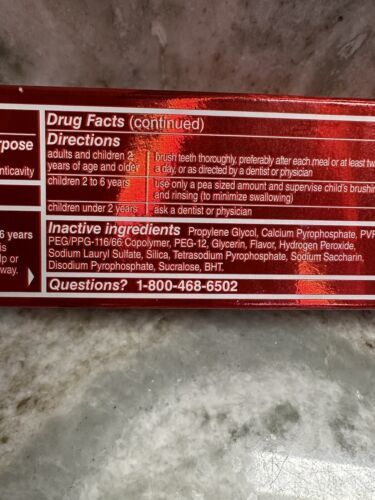 Drug Facts (continued)
Directions
adults and children 2 years of age and older
brush teeth thoroughly, preferably after each meal or at least tw
a day, or as directed by a dentist or physician
children 2 to 6 years
use only a pea sized amount and supervise child's brushin
and rinsing (to minimize swallowing)
children under 2 years
ask a dentist or physician
Inactive ingredients Propylene Glycol, Calcium Pyrophosphate, PVP
PEG/PPG-116/66 Copolymer, PEG-12, Glycerin, Flavor, Hydrogen Peroxide,
Sodium Lauryl Sulfate, Silica, Tetrasodium Pyrophosphate, Sodium Saccharin,
Disodium Pyrophosphate, Sucralose, BHT.
Questions? 1-800-468-6502
rpose
nticavity
6 years
is
lp or
way.